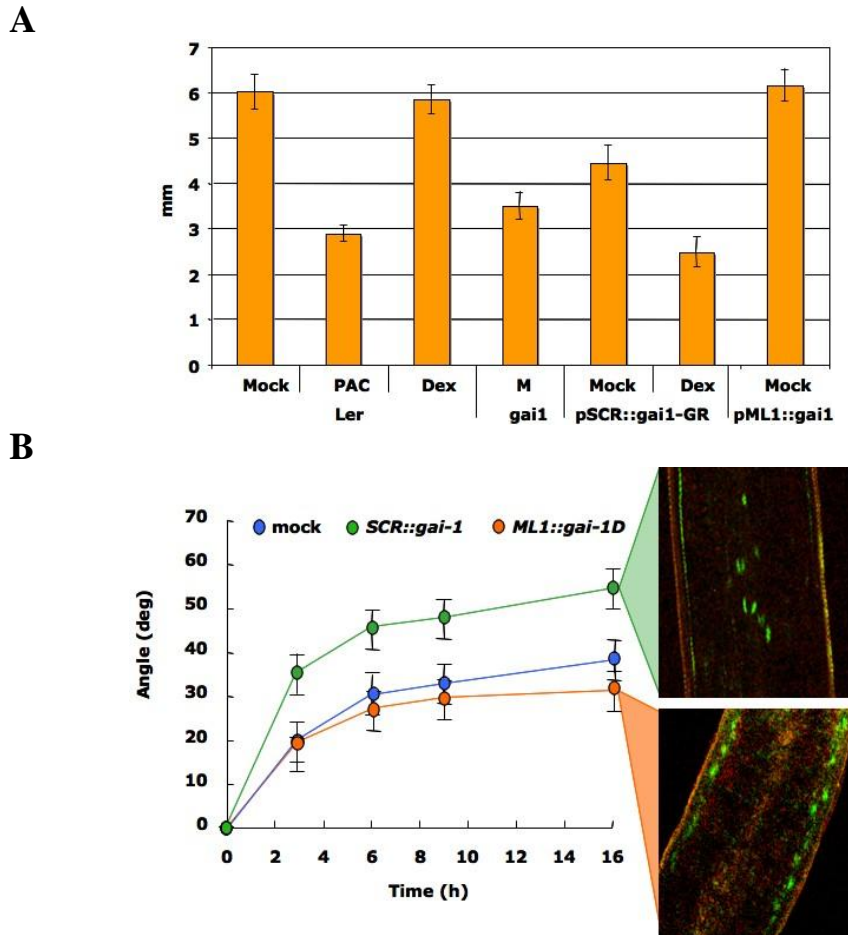 A
7
6
5
4
3
2
1
0
mm
Mock PAC Dex M Mock Dex Mock
Ler gai1 pSCR::gai1-GR pML1::gai1
B
70
60
50
40
30
20
10
0
Angle (deg)
mock SCR::gai-1 ML1::gai-1D
0 2 4 6 8 10 12 14 16
Time (h)